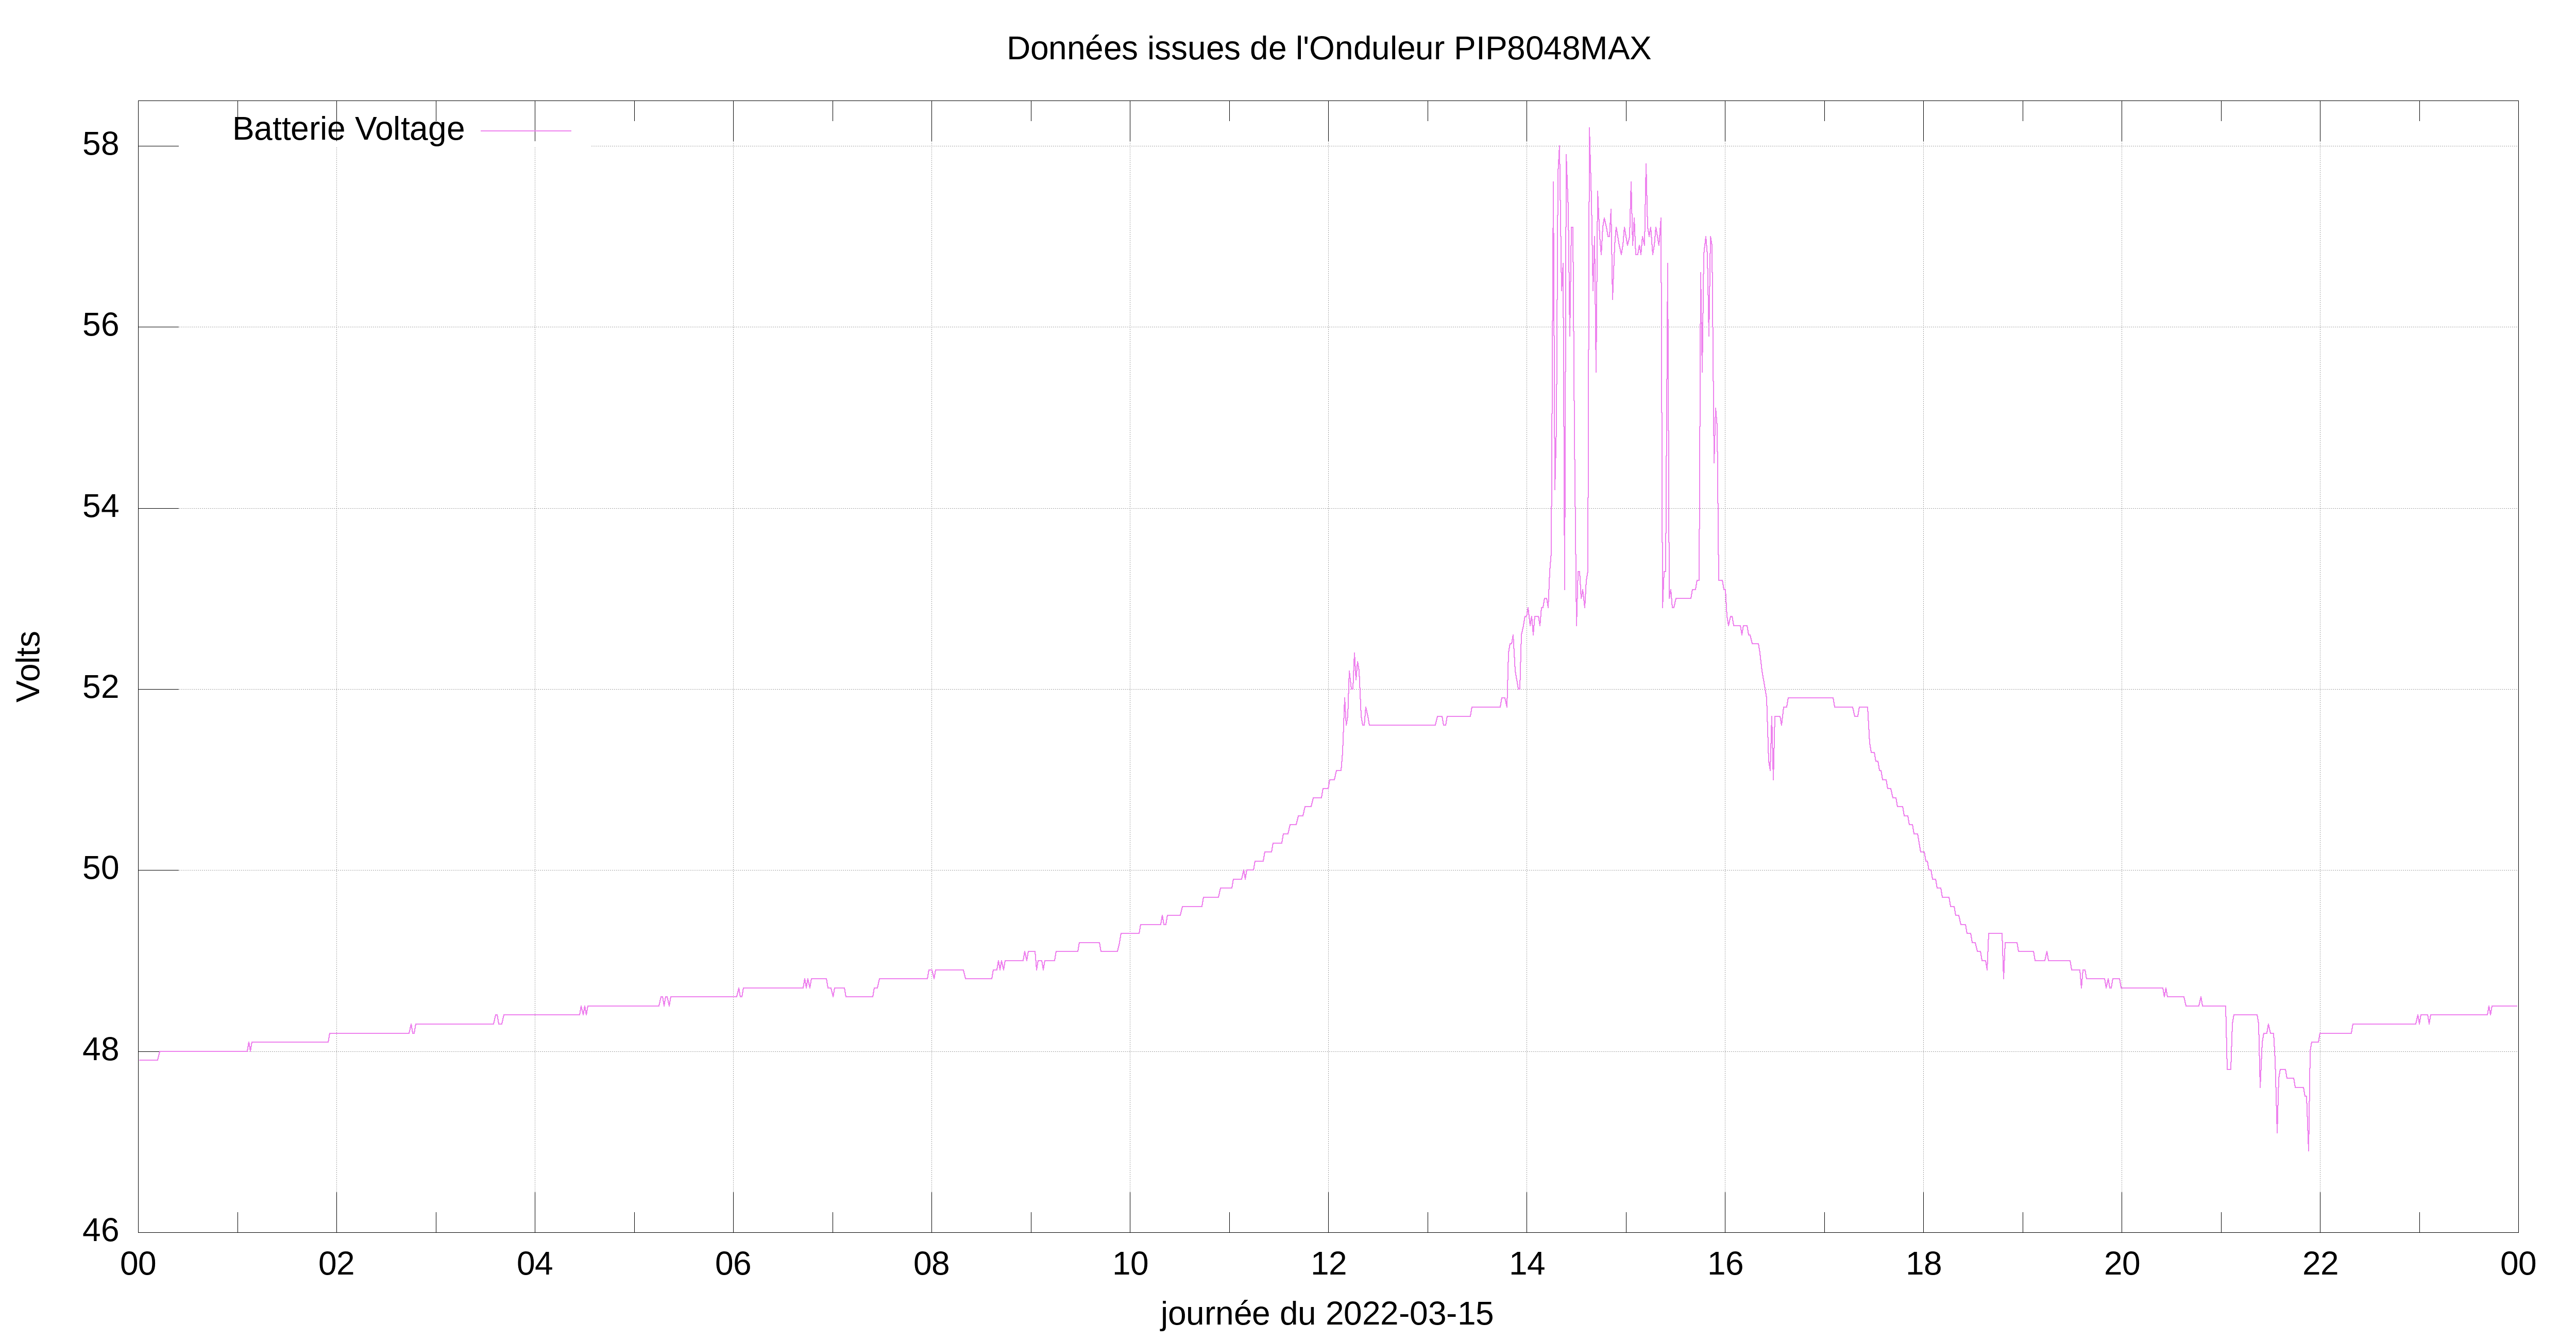 Données issues de l'Onduleur PIP8048MAX
Batterie Voltage
58
56
54
52
50
48
46
Volts
00 02 04 06 08 10 12 14 16 18 20 22 00
journée du 2022-03-15